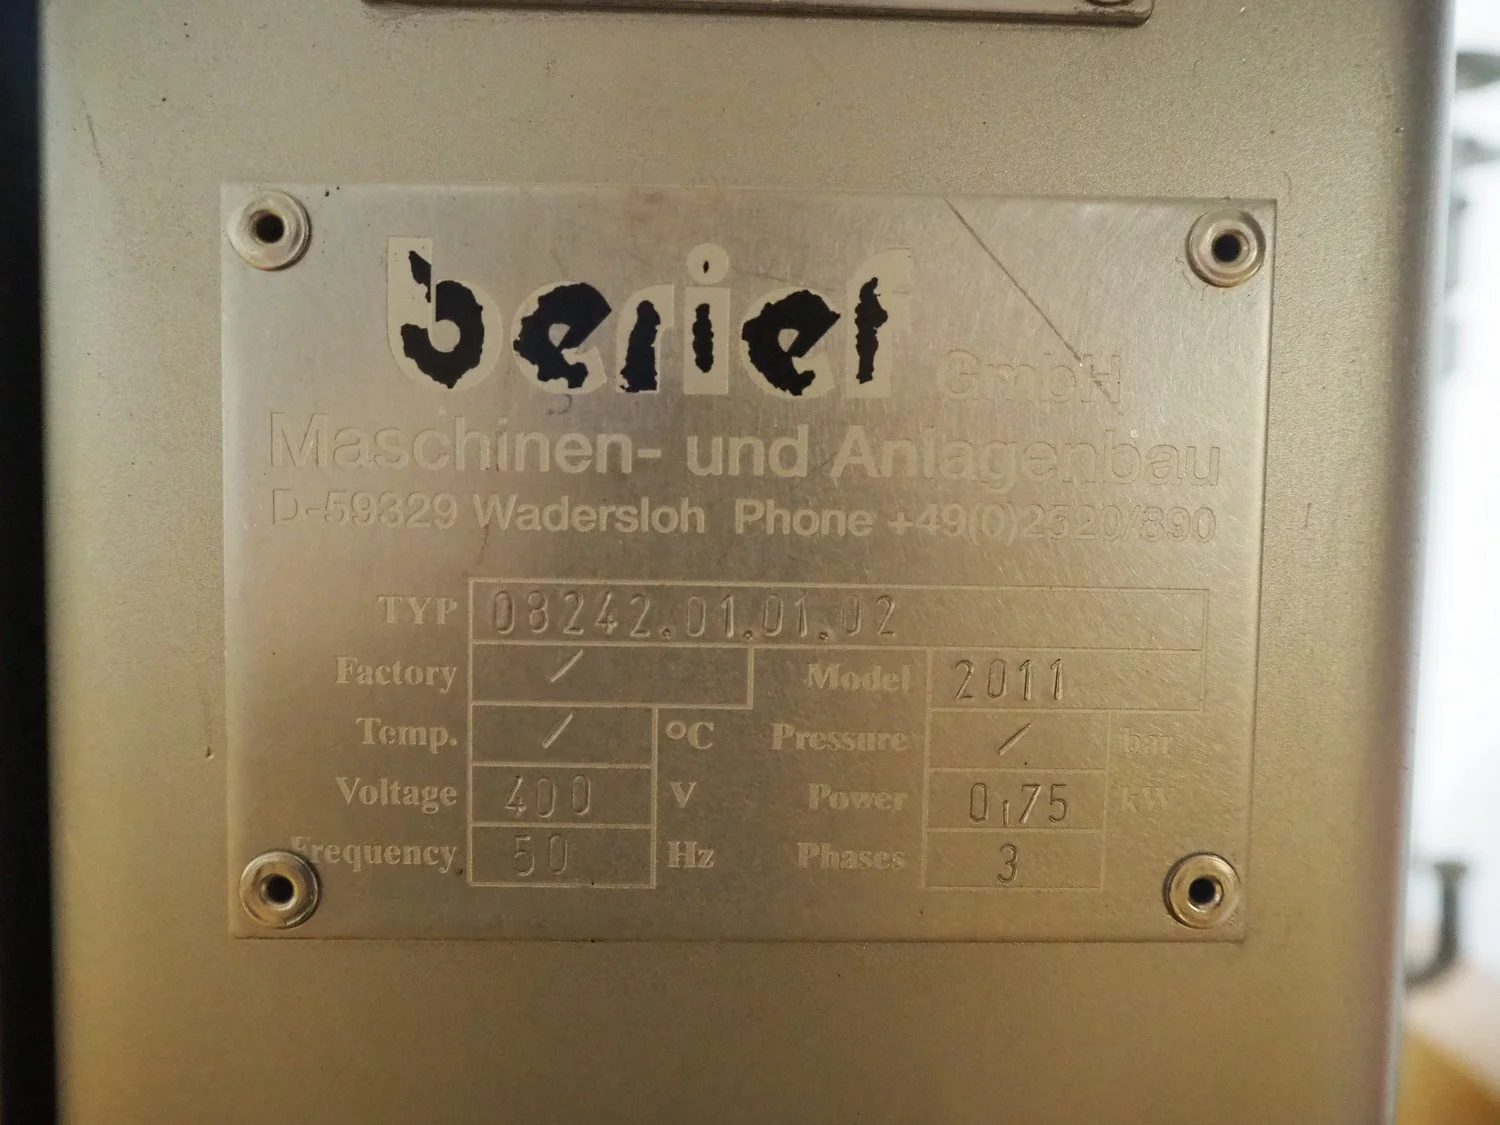 berief GmbH
Maschinen- und Anlagenbau
D-59329 Wadersloh Phone +49(0)2520/890
TYP 08242.01.01.02
Factory / Model 2011
Temp. / °C Pressure / bar
Voltage 400 V Power 0,75 kW
Frequency 50 Hz Phases 3